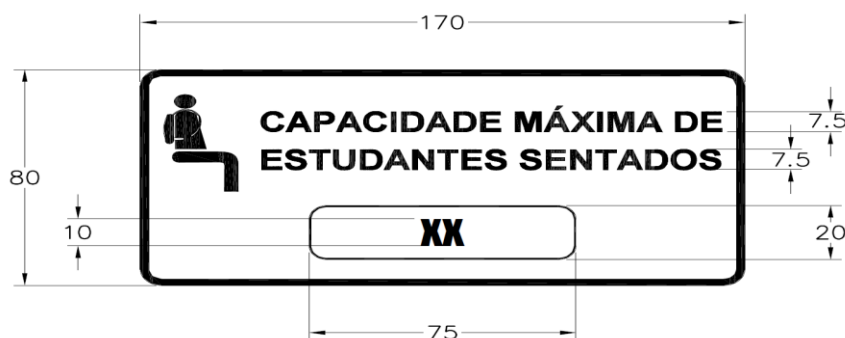 170
CAPACIDADE MÁXIMA DE
7.5
ESTUDANTES SENTADOS
7.5
80
10
XX
20
75